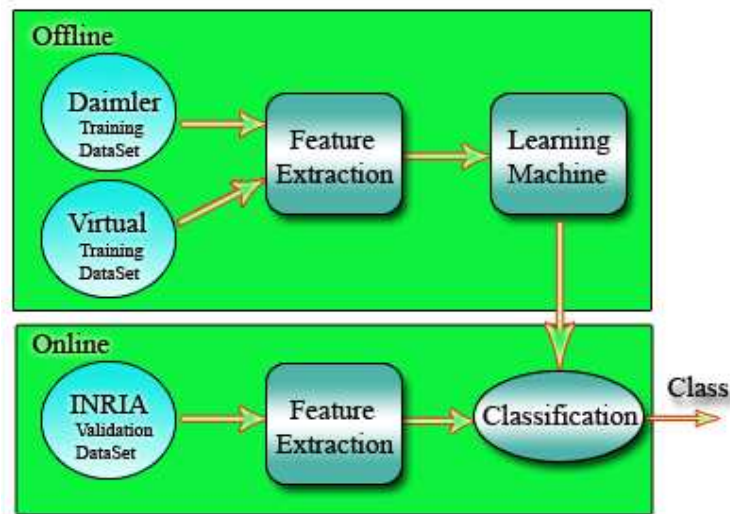 Offline
Daimler
Training
DataSet
Virtual
Training
DataSet
Feature
Extraction
Learning
Machine
Online
INRIA
Validation
DataSet
Feature
Extraction
Classification
Class